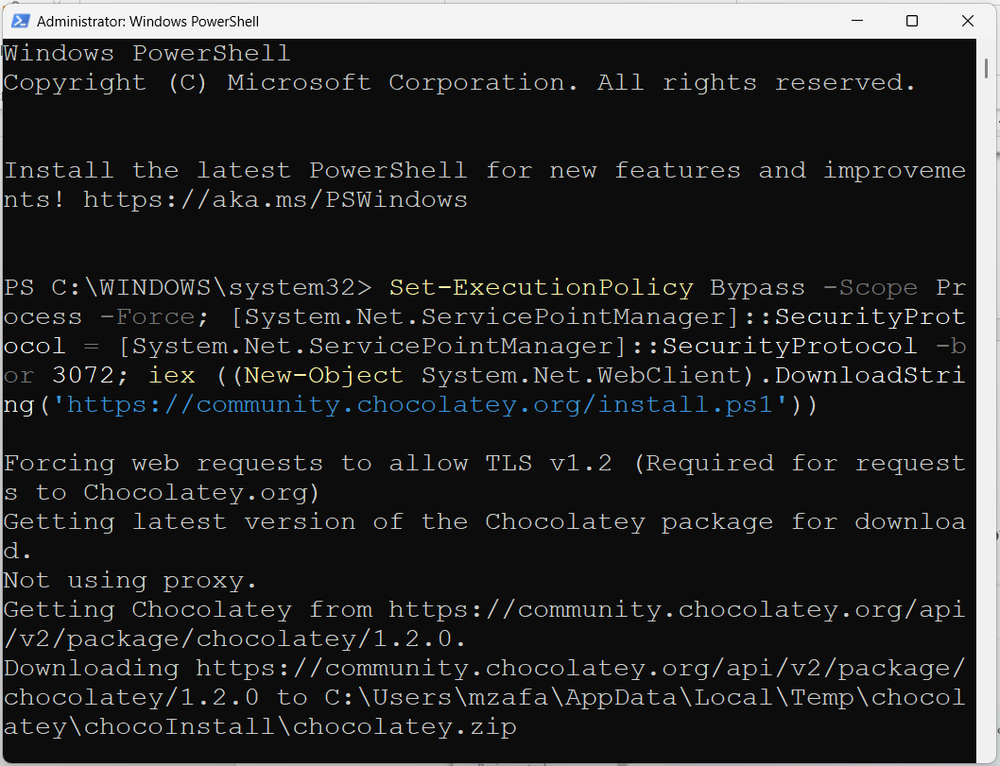 Administrator: Windows PowerShell
Windows PowerShell
Copyright (C) Microsoft Corporation. All rights reserved.
Install the latest PowerShell for new features and improveme
nts! https://aka.ms/PSWindows
PS C:\WINDOWS\system32> Set-ExecutionPolicy Bypass -Scope Pr
ocess -Force; [System.Net.ServicePointManager]::SecurityProt
ocol = [System.Net.ServicePointManager]::SecurityProtocol -b
or 3072; iex ((New-Object System.Net.WebClient).DownloadStri
ng('https://community.chocolatey.org/install.ps1'))
Forcing web requests to allow TLS v1.2 (Required for request
s to Chocolatey.org)
Getting latest version of the Chocolatey package for downloa
d.
Not using proxy.
Getting Chocolatey from https://community.chocolatey.org/api
/v2/package/chocolatey/1.2.0.
Downloading https://community.chocolatey.org/api/v2/package/
chocolatey/1.2.0 to C:\Users\mzafa\AppData\Local\Temp\chocol
atey\chocoInstall\chocolatey.zip